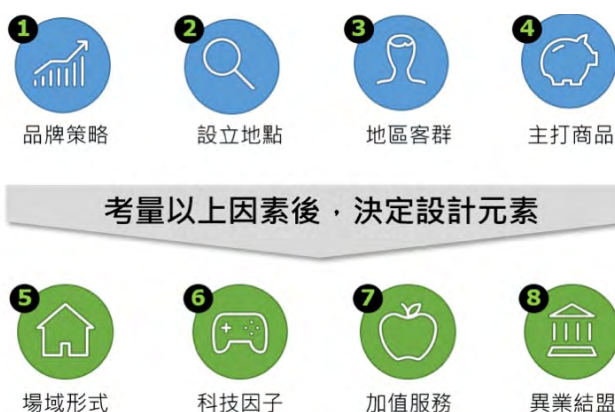 1
2
3
4
品牌策略
設立地點
地區客群
主打商品
考量以上因素後，決定設計元素
5
6
7
8
場域形式
科技因子
加值服務
異業結盟